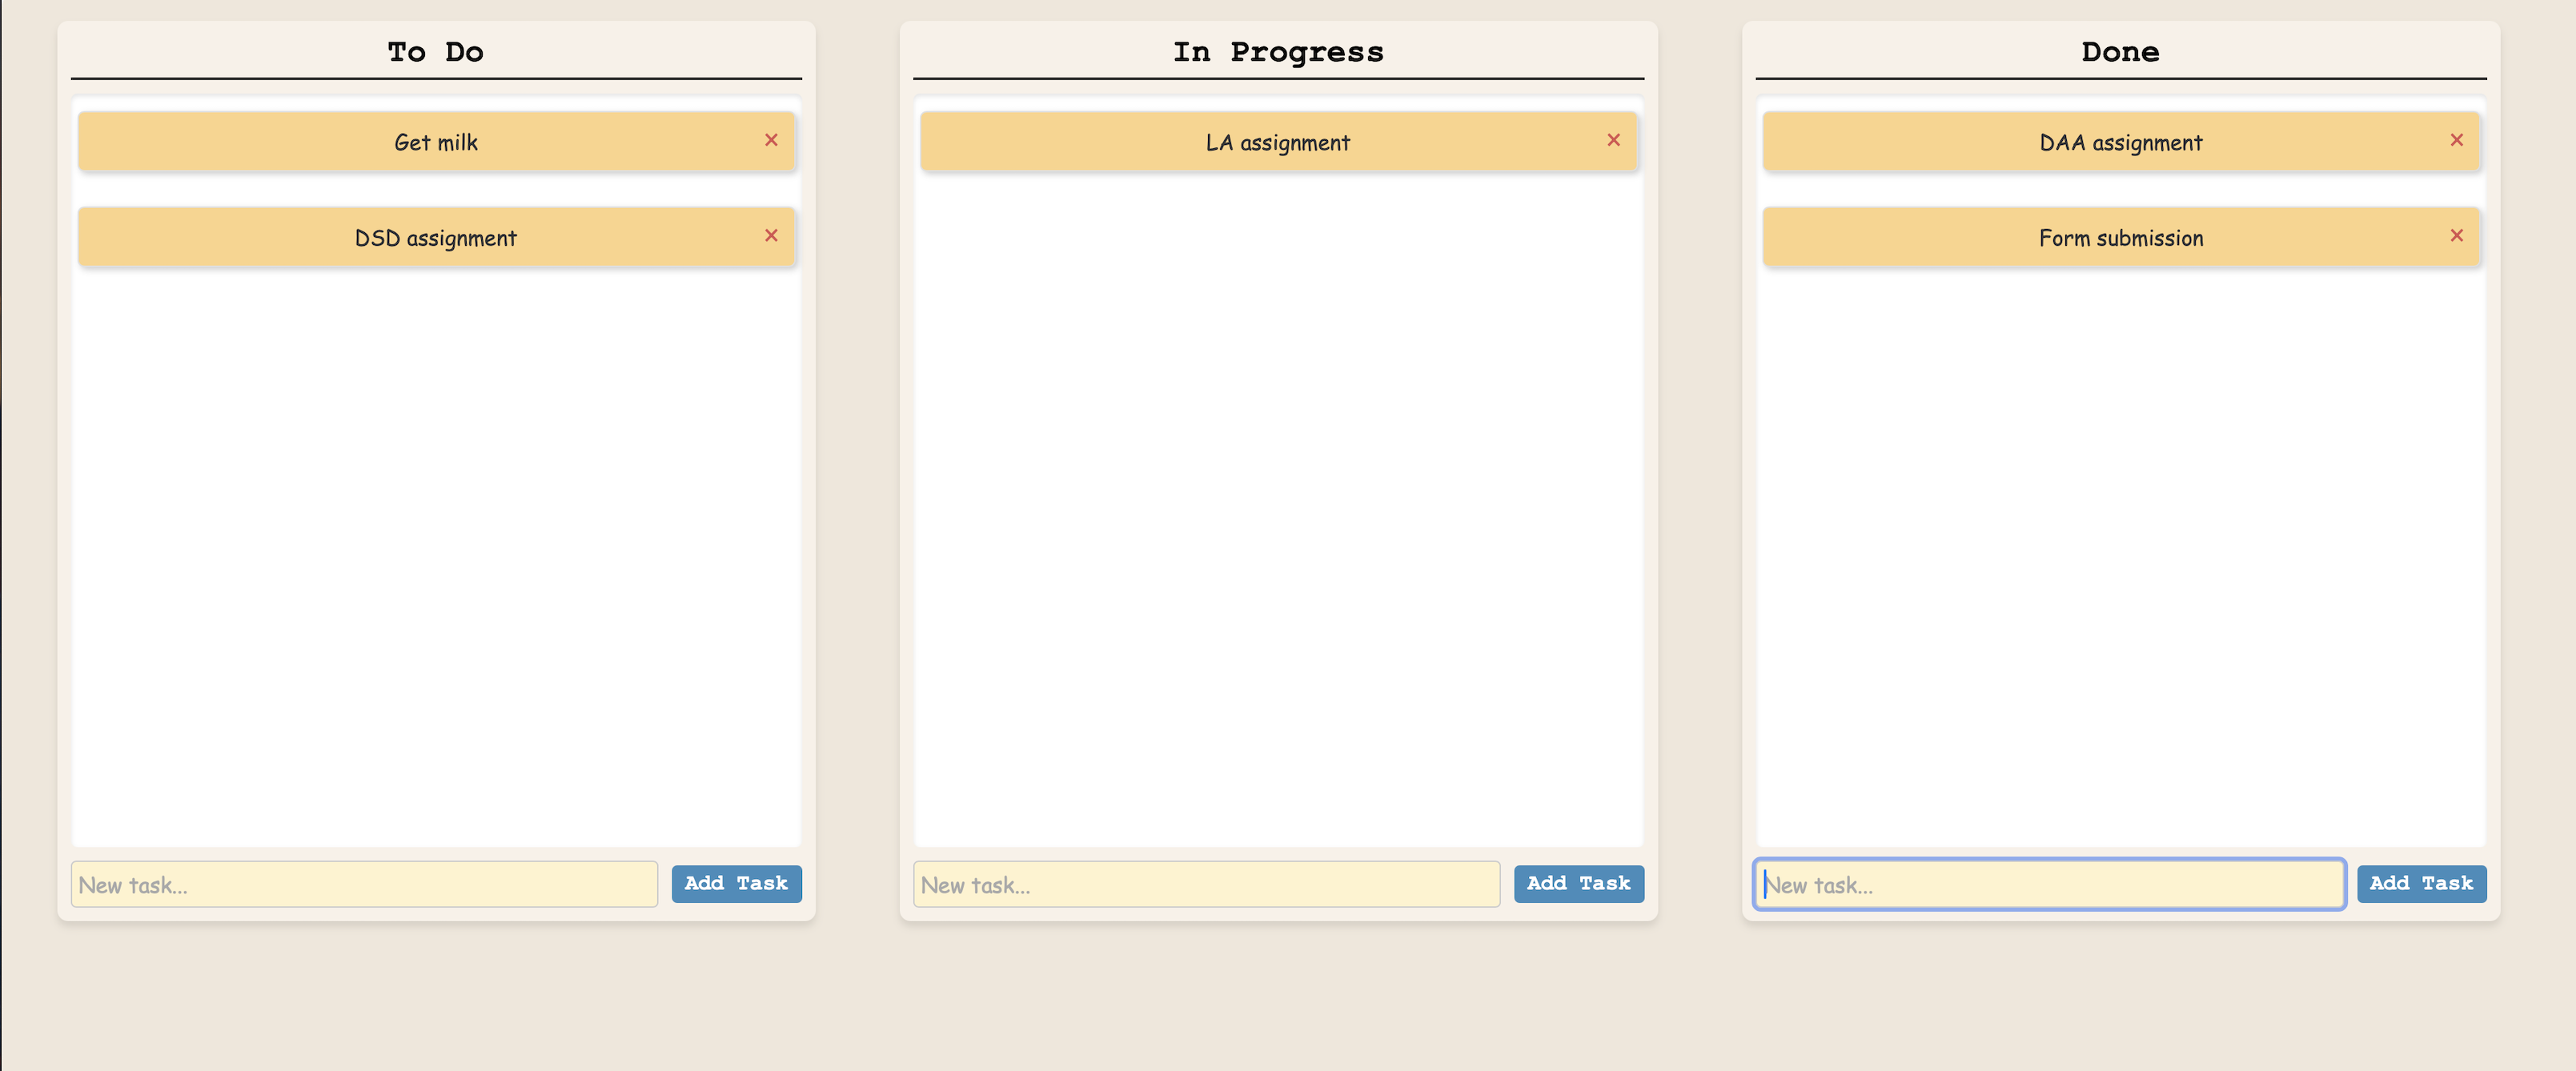 To Do
Get milk ×
DSD assignment ×
New task...
Add Task
In Progress
LA assignment ×
New task...
Add Task
Done
DAA assignment ×
Form submission ×
New task...
Add Task